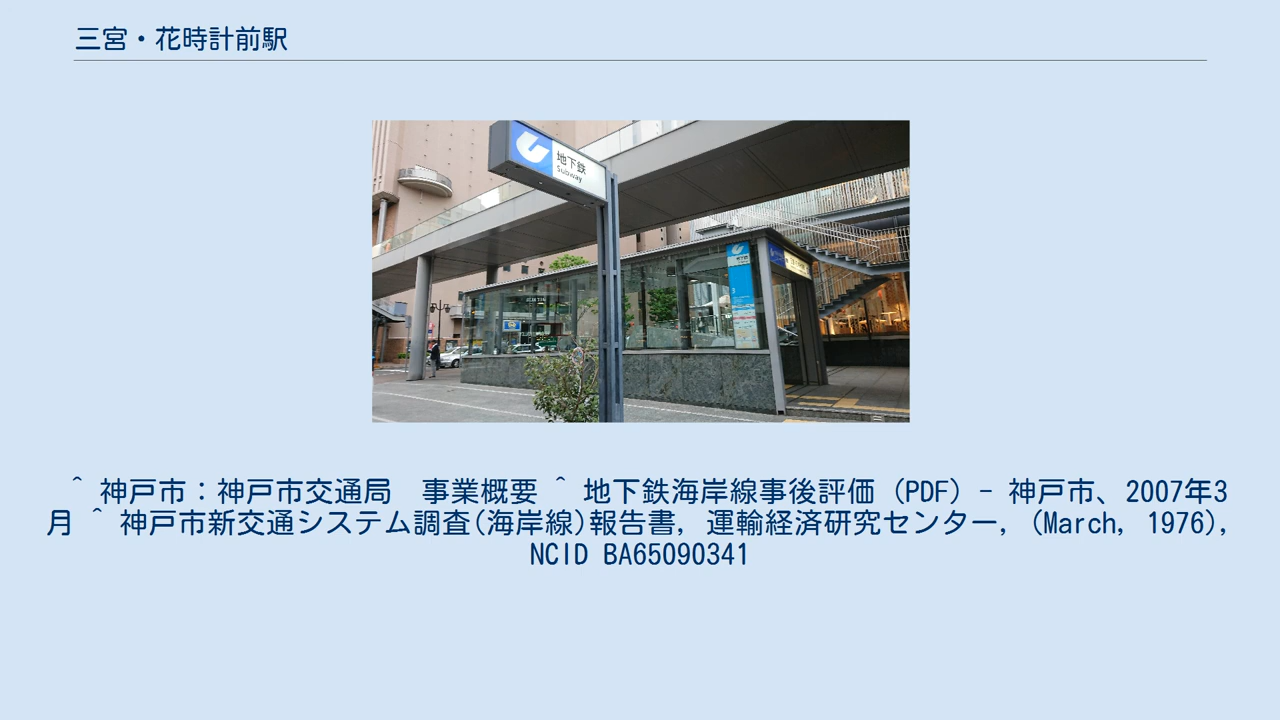 三宮・花時計前駅
地下鉄
subway
^ 神戸市：神戸市交通局　事業概要 ^ 地下鉄海岸線事後評価 (PDF) - 神戸市、2007年3
月 ^ 神戸市新交通システム調査(海岸線)報告書, 運輸経済研究センター, (March, 1976),
NCID BA65090341